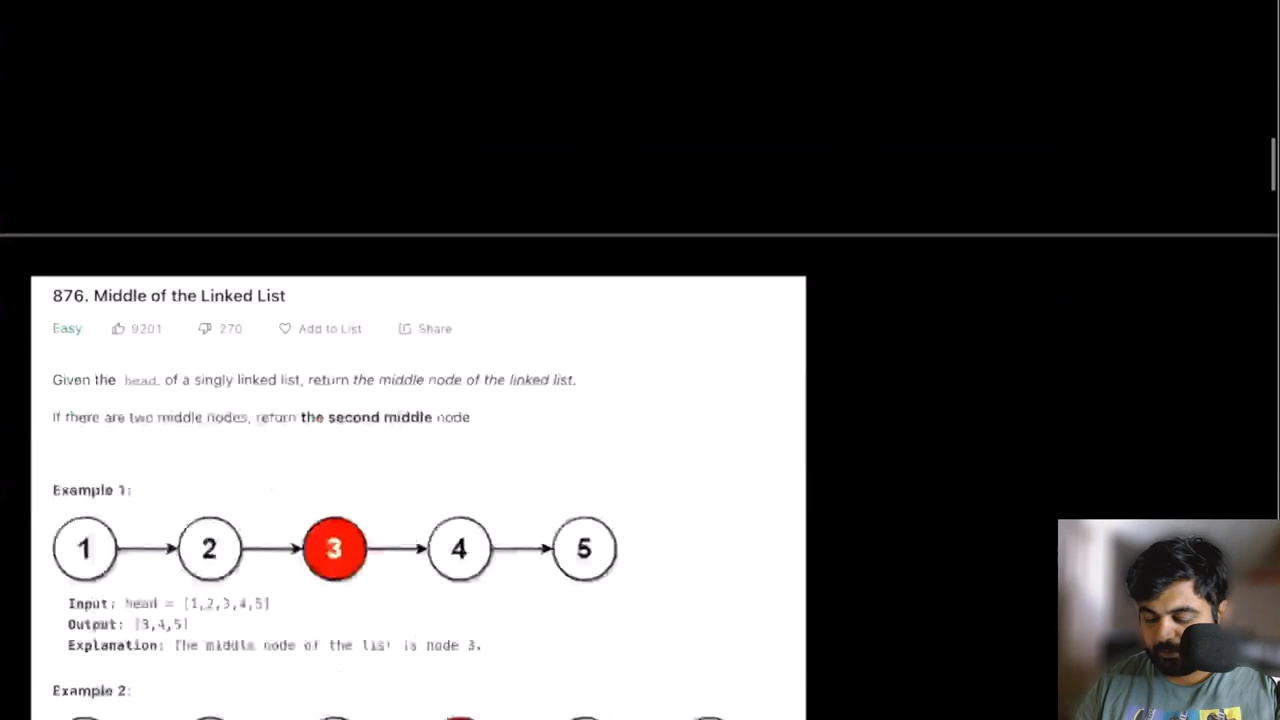 876. Middle of the Linked List
Easy 9201 270 Add to List Share
Given the head of a singly linked list, return the middle node of the linked list.
If there are two middle nodes, return the second middle node
Example 1:
1 2 3 4 5
Input: head = [1,2,3,4,5]
Output: [3,4,5]
Explanation: The middle node of the list is node 3.
Example 2: